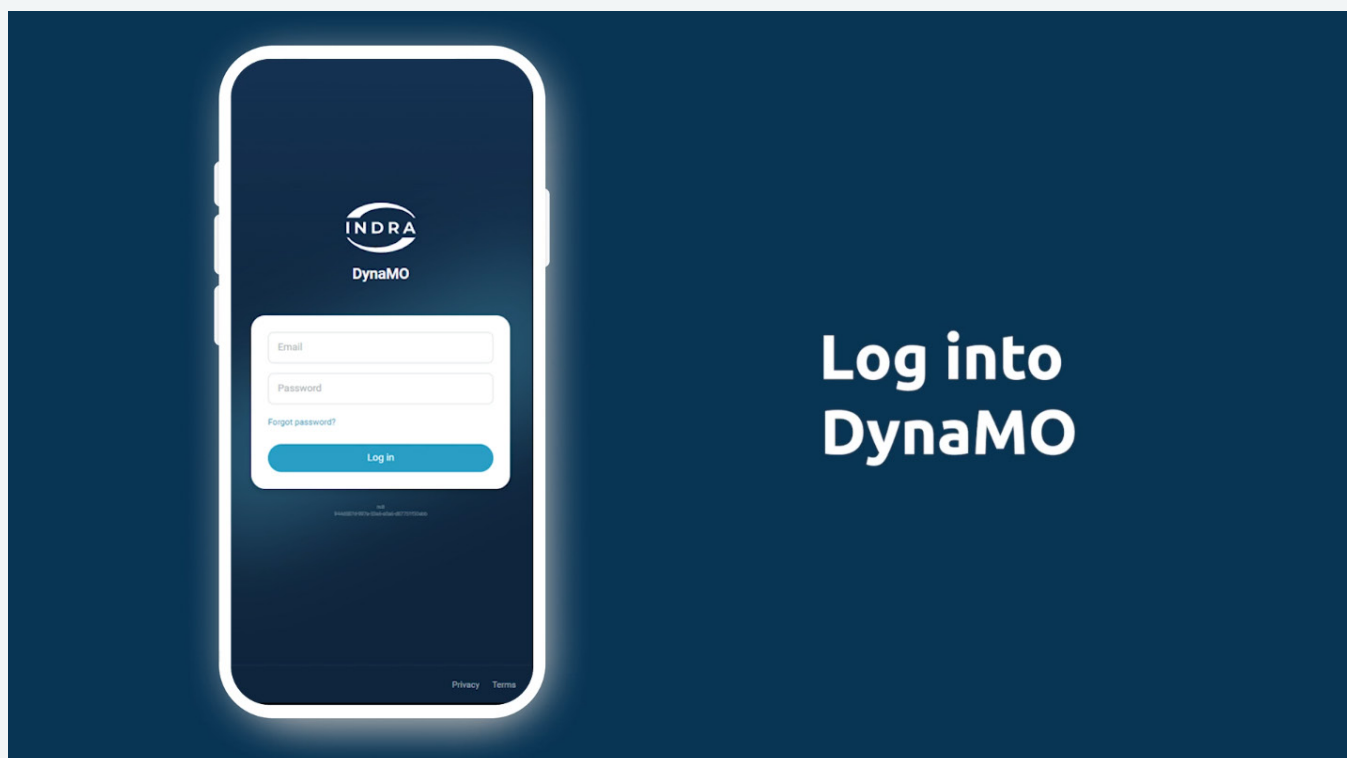 INDRA
DynaMO
Email
Password
Forgot password?
Log in
Privacy Terms
Log into
DynaMO